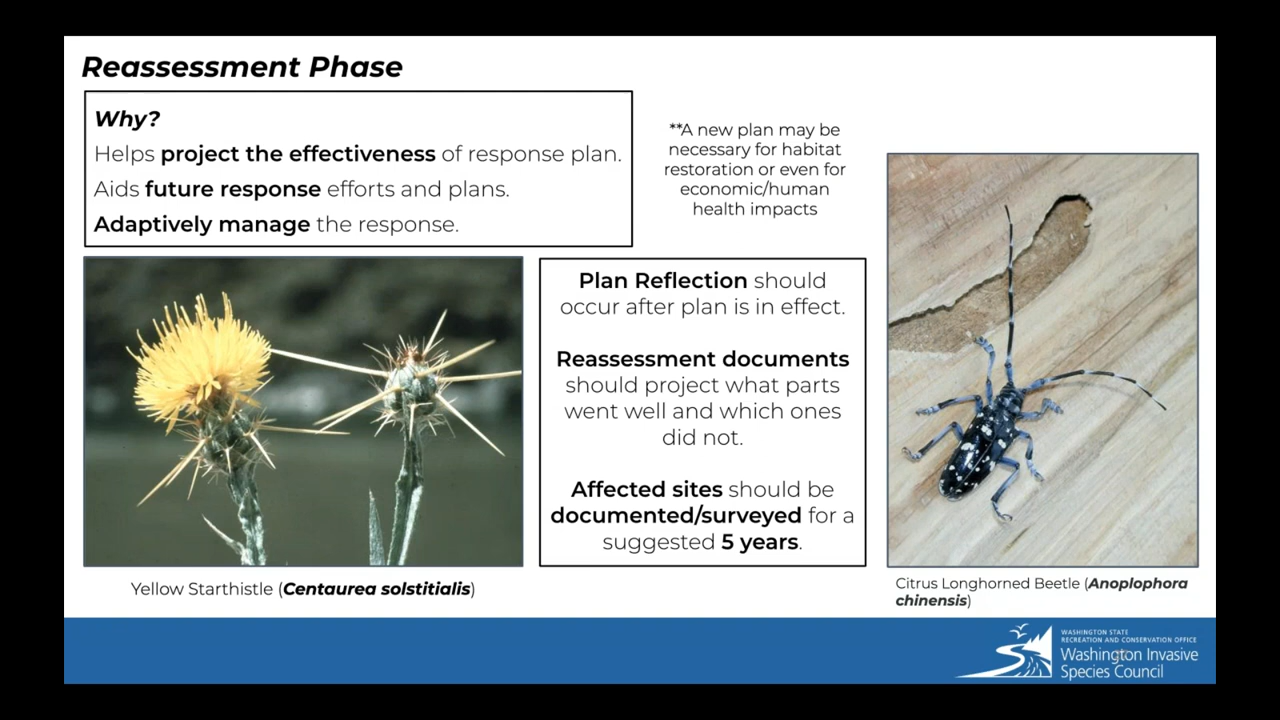 Reassessment Phase
Why?
Helps project the effectiveness of response plan.
Aids future response efforts and plans.
Adaptively manage the response.
**A new plan may be
necessary for habitat
restoration or even for
economic/human
health impacts
Plan Reflection should
occur after plan is in effect.
Reassessment documents
should project what parts
went well and which ones
did not.
Affected sites should be
documented/surveyed for a
suggested 5 years.
Yellow Starthistle (Centaurea solstitialis)
Citrus Longhorned Beetle (Anoplophora
chinensis)
WASHINGTON STATE
RECREATION AND CONSERVATION OFFICE
Washington Invasive
Species Council